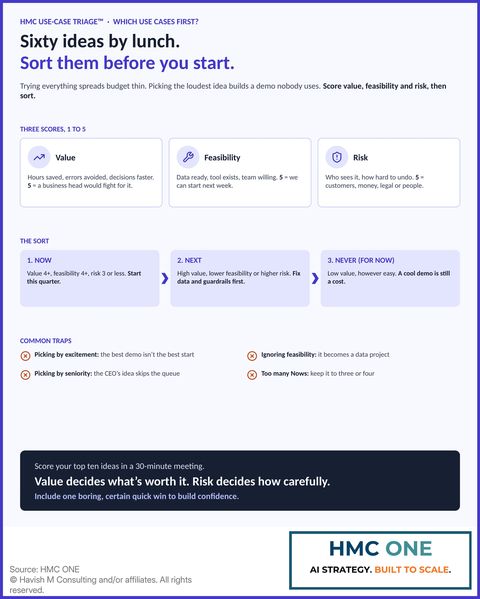 HMC USE-CASE TRIAGE™ · WHICH USE CASES FIRST?
Sixty ideas by lunch.
Sort them before you start.
Trying everything spreads budget thin. Picking the loudest idea builds a demo nobody uses. Score value, feasibility and risk, then
sort.
THREE SCORES, 1 TO 5
Value
Hours saved, errors avoided, decisions faster.
5 = a business head would fight for it.
Feasibility
Data ready, tool exists, team willing. 5 = we
can start next week.
Risk
Who sees it, how hard to undo. 5 =
customers, money, legal or people.
THE SORT
1. NOW
Value 4+, feasibility 4+, risk 3 or less. Start
this quarter.
2. NEXT
High value, lower feasibility or higher risk. Fix
data and guardrails first.
3. NEVER (FOR NOW)
Low value, however easy. A cool demo is still
a cost.
COMMON TRAPS
Picking by excitement: the best demo isn't the best start
Ignoring feasibility: it becomes a data project
Picking by seniority: the CEO's idea skips the queue
Too many Nows: keep it to three or four
Score your top ten ideas in a 30-minute meeting.
Value decides what's worth it. Risk decides how carefully.
Include one boring, certain quick win to build confidence.
HMC ONE
AI STRATEGY. BUILT TO SCALE.
Source: HMC ONE
© Havish M Consulting and/or affiliates. All rights
reserved.